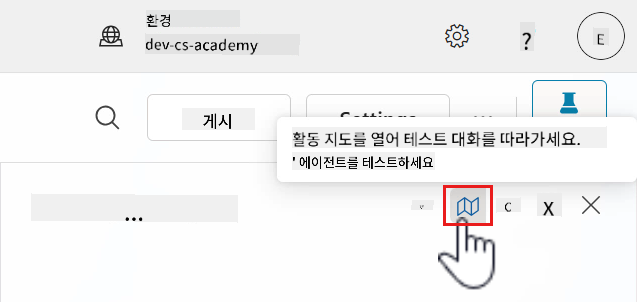 환경
dev-cs-academy
?
E
게시
Settings
...
활동 지도를 열어 테스트 대화를 따라가세요.
' 에이전트를 테스트하세요
...
C
X